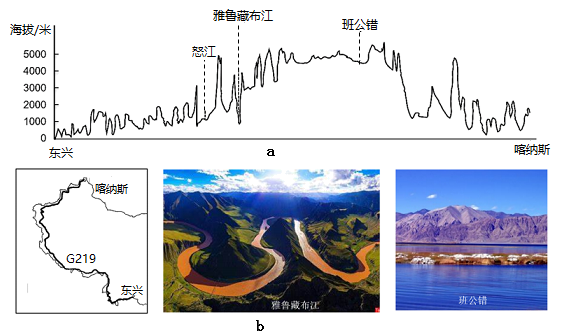 雅鲁藏布江
海拔/米
怒江
班公错
5000
4000
3000
2000
1000
0
东兴
a
喀纳斯
喀纳斯
G219
东兴
雅鲁藏布江
班公错
b